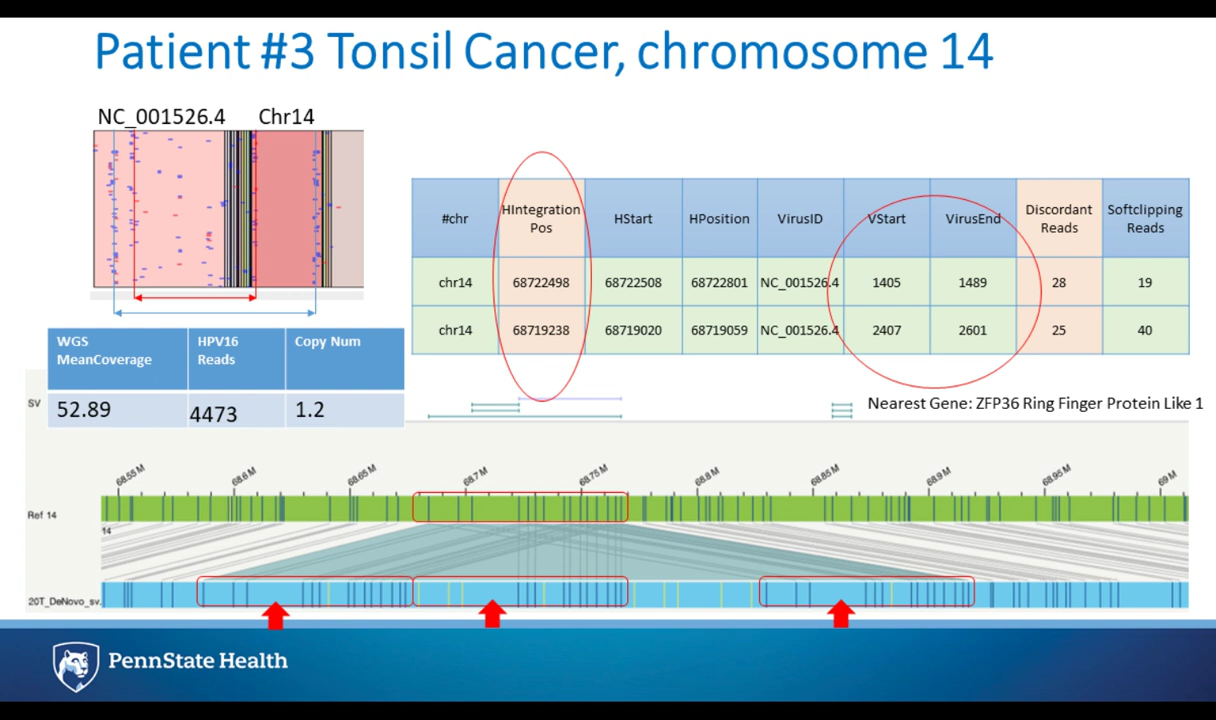 Patient #3 Tonsil Cancer, chromosome 14
NC_001526.4 Chr14
#chr HIntegration Pos HStart HPosition VirusID VStart VirusEnd Discordant Reads Softclipping Reads
chr14 68722498 68722508 68722801 NC_001526.4 1405 1489 28 19
chr14 68719238 68719020 68719059 NC_001526.4 2407 2601 25 40
WGS MeanCoverage HPV16 Reads Copy Num
52.89 4473 1.2
SV
Nearest Gene: ZFP36 Ring Finger Protein Like 1
68.55 M 68.6 M 68.65 M 68.7 M 68.75 M 68.8 M 68.85 M 68.9 M 68.95 M 69 M
Ref 14
14
20T_DeNovo_sv.
PennState Health